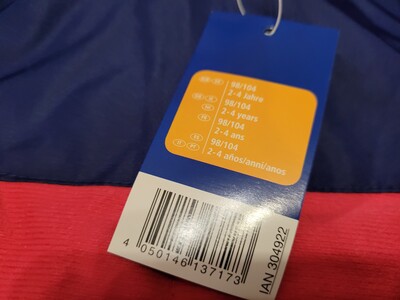 98/104
2-4 Jahre
98/104
2-4 years
98/104
2-4 ans
98/104
2-4 años/anni/anos
4 050146 137173
IAN 304922